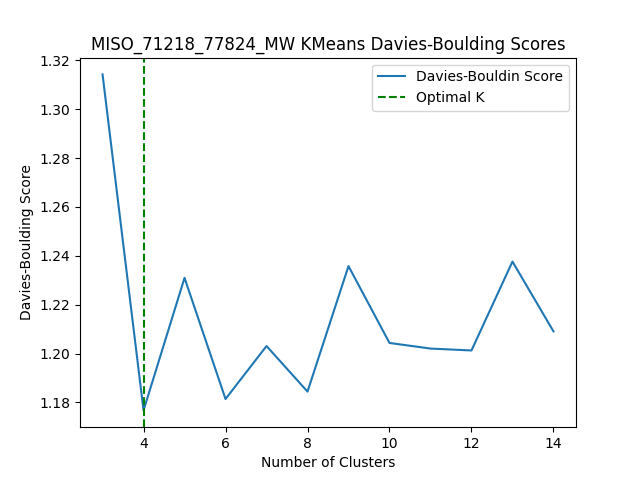 MISO_71218_77824_MW KMeans Davies-Boulding Scores
Davies-Bouldin Score
Optimal K
1.32
1.30
1.28
1.26
1.24
1.22
1.20
1.18
Davies-Boulding Score
4
6
8
10
12
14
Number of Clusters